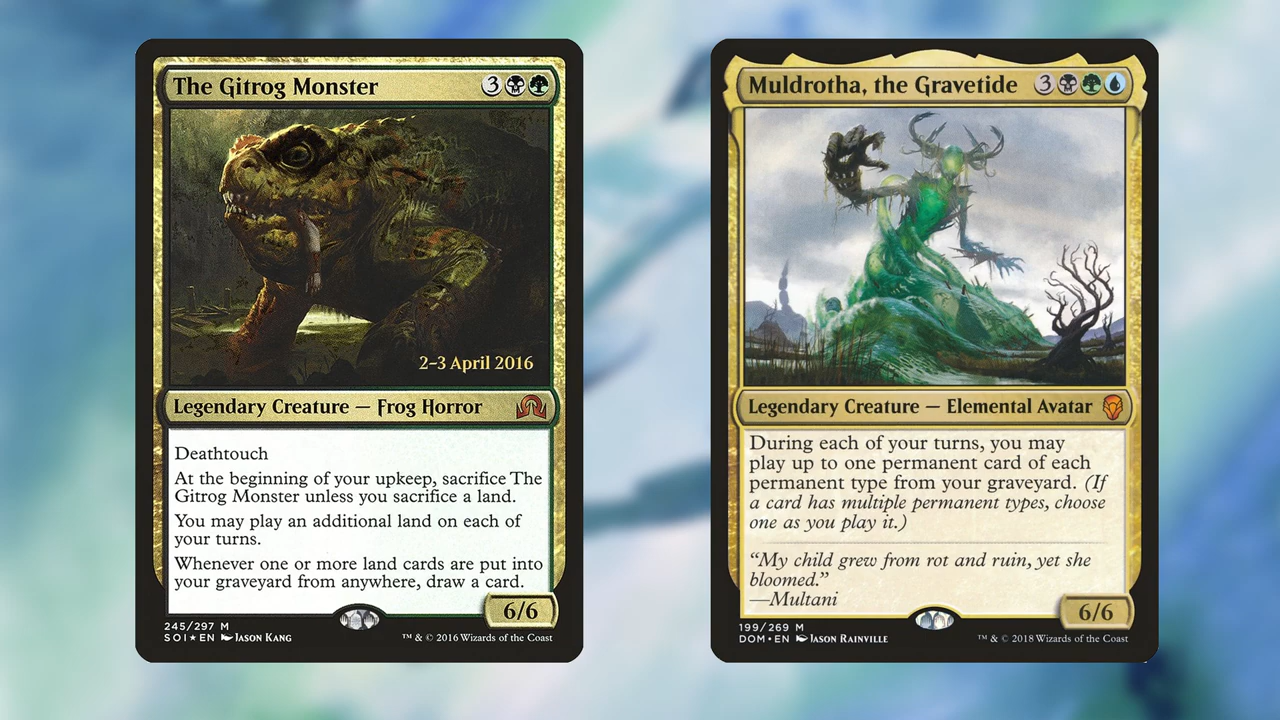 The Gitrog Monster 3
2–3 April 2016
Legendary Creature — Frog Horror
Deathtouch
At the beginning of your upkeep, sacrifice The
Gitrog Monster unless you sacrifice a land.
You may play an additional land on each of
your turns.
Whenever one or more land cards are put into
your graveyard from anywhere, draw a card.
6/6
245/297 M
SOI★EN Jason Kang
™ & © 2016 Wizards of the Coast
Muldrotha, the Gravetide 3
Legendary Creature — Elemental Avatar
During each of your turns, you may
play up to one permanent card of each
permanent type from your graveyard. (If
a card has multiple permanent types, choose
one as you play it.)
“My child grew from rot and ruin, yet she
bloomed.”
—Multani
6/6
199/269 M
DOM•EN Jason Rainville
™ & © 2018 Wizards of the Coast